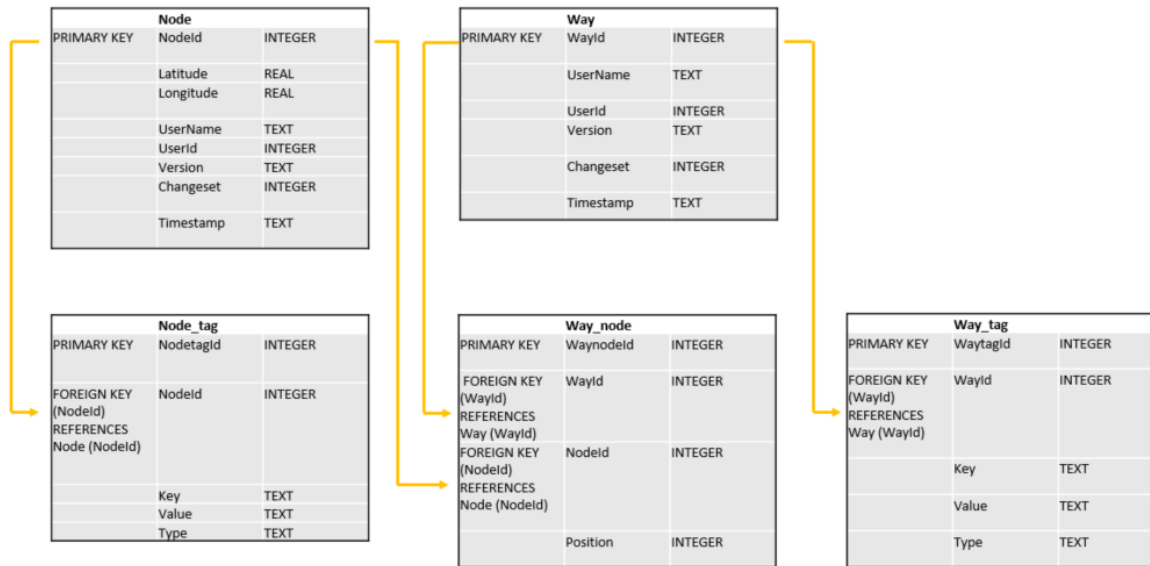 Node
PRIMARY KEY NodeId INTEGER
Latitude REAL
Longitude REAL
UserName TEXT
UserId INTEGER
Version TEXT
Changeset INTEGER
Timestamp TEXT
Way
PRIMARY KEY WayId INTEGER
UserName TEXT
UserId INTEGER
Version TEXT
Changeset INTEGER
Timestamp TEXT
Node_tag
PRIMARY KEY NodetagId INTEGER
FOREIGN KEY NodeId INTEGER
(NodeId)
REFERENCES
Node (NodeId)
Key TEXT
Value TEXT
Type TEXT
Way_node
PRIMARY KEY WaynodeId INTEGER
FOREIGN KEY WayId INTEGER
(WayId)
REFERENCES
Way (WayId)
FOREIGN KEY NodeId INTEGER
(NodeId)
REFERENCES
Node (NodeId)
Position INTEGER
Way_tag
PRIMARY KEY WaytagId INTEGER
FOREIGN KEY WayId INTEGER
(WayId)
REFERENCES
Way (WayId)
Key TEXT
Value TEXT
Type TEXT